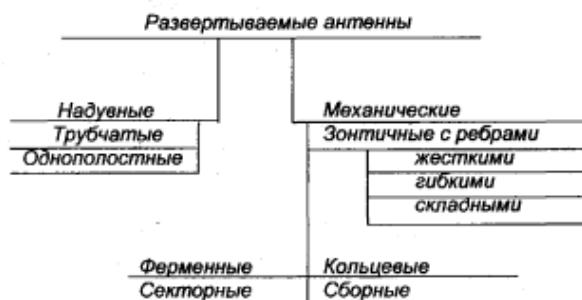 Развертываемые антенны
Надувные
Трубчатые
Однополостные
Механические
Зонтичные с ребрами
жесткими
гибкими
складными
Ферменные
Кольцевые
Секторные
Сборные